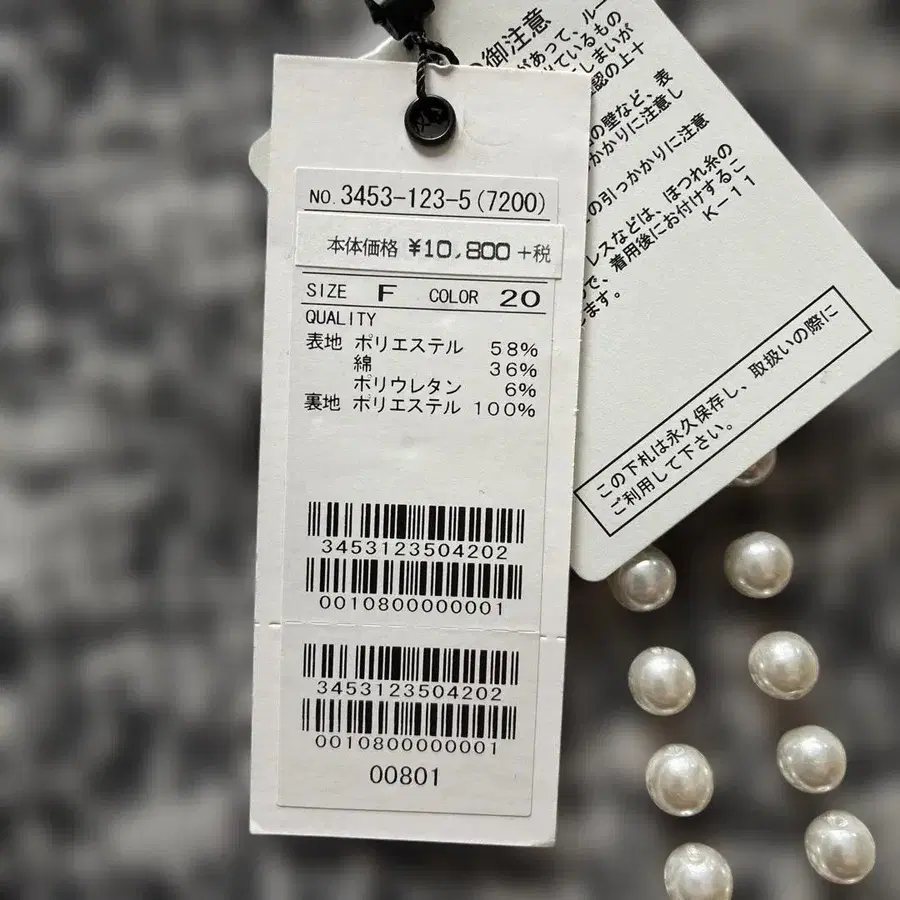 NO. 3453-123-5(7200)
本体価格 ¥10,800 +税
SIZE F COLOR 20
QUALITY
表地 ポリエステル 58%
綿 36%
ポリウレタン 6%
裏地 ポリエステル 100%
3453123504202
0010800000001
3453123504202
0010800000001
00801
の御注意
があって、ルー
ているもの
しまいが
認の上十
の壁など、表
かかりに注意し
の引っかかりに注意
レスなどは、ほつれ糸の
で、着用後にお付けするこ
ます。
K-11
この下札は永久保存し、取扱いの際に
ご利用して下さい。